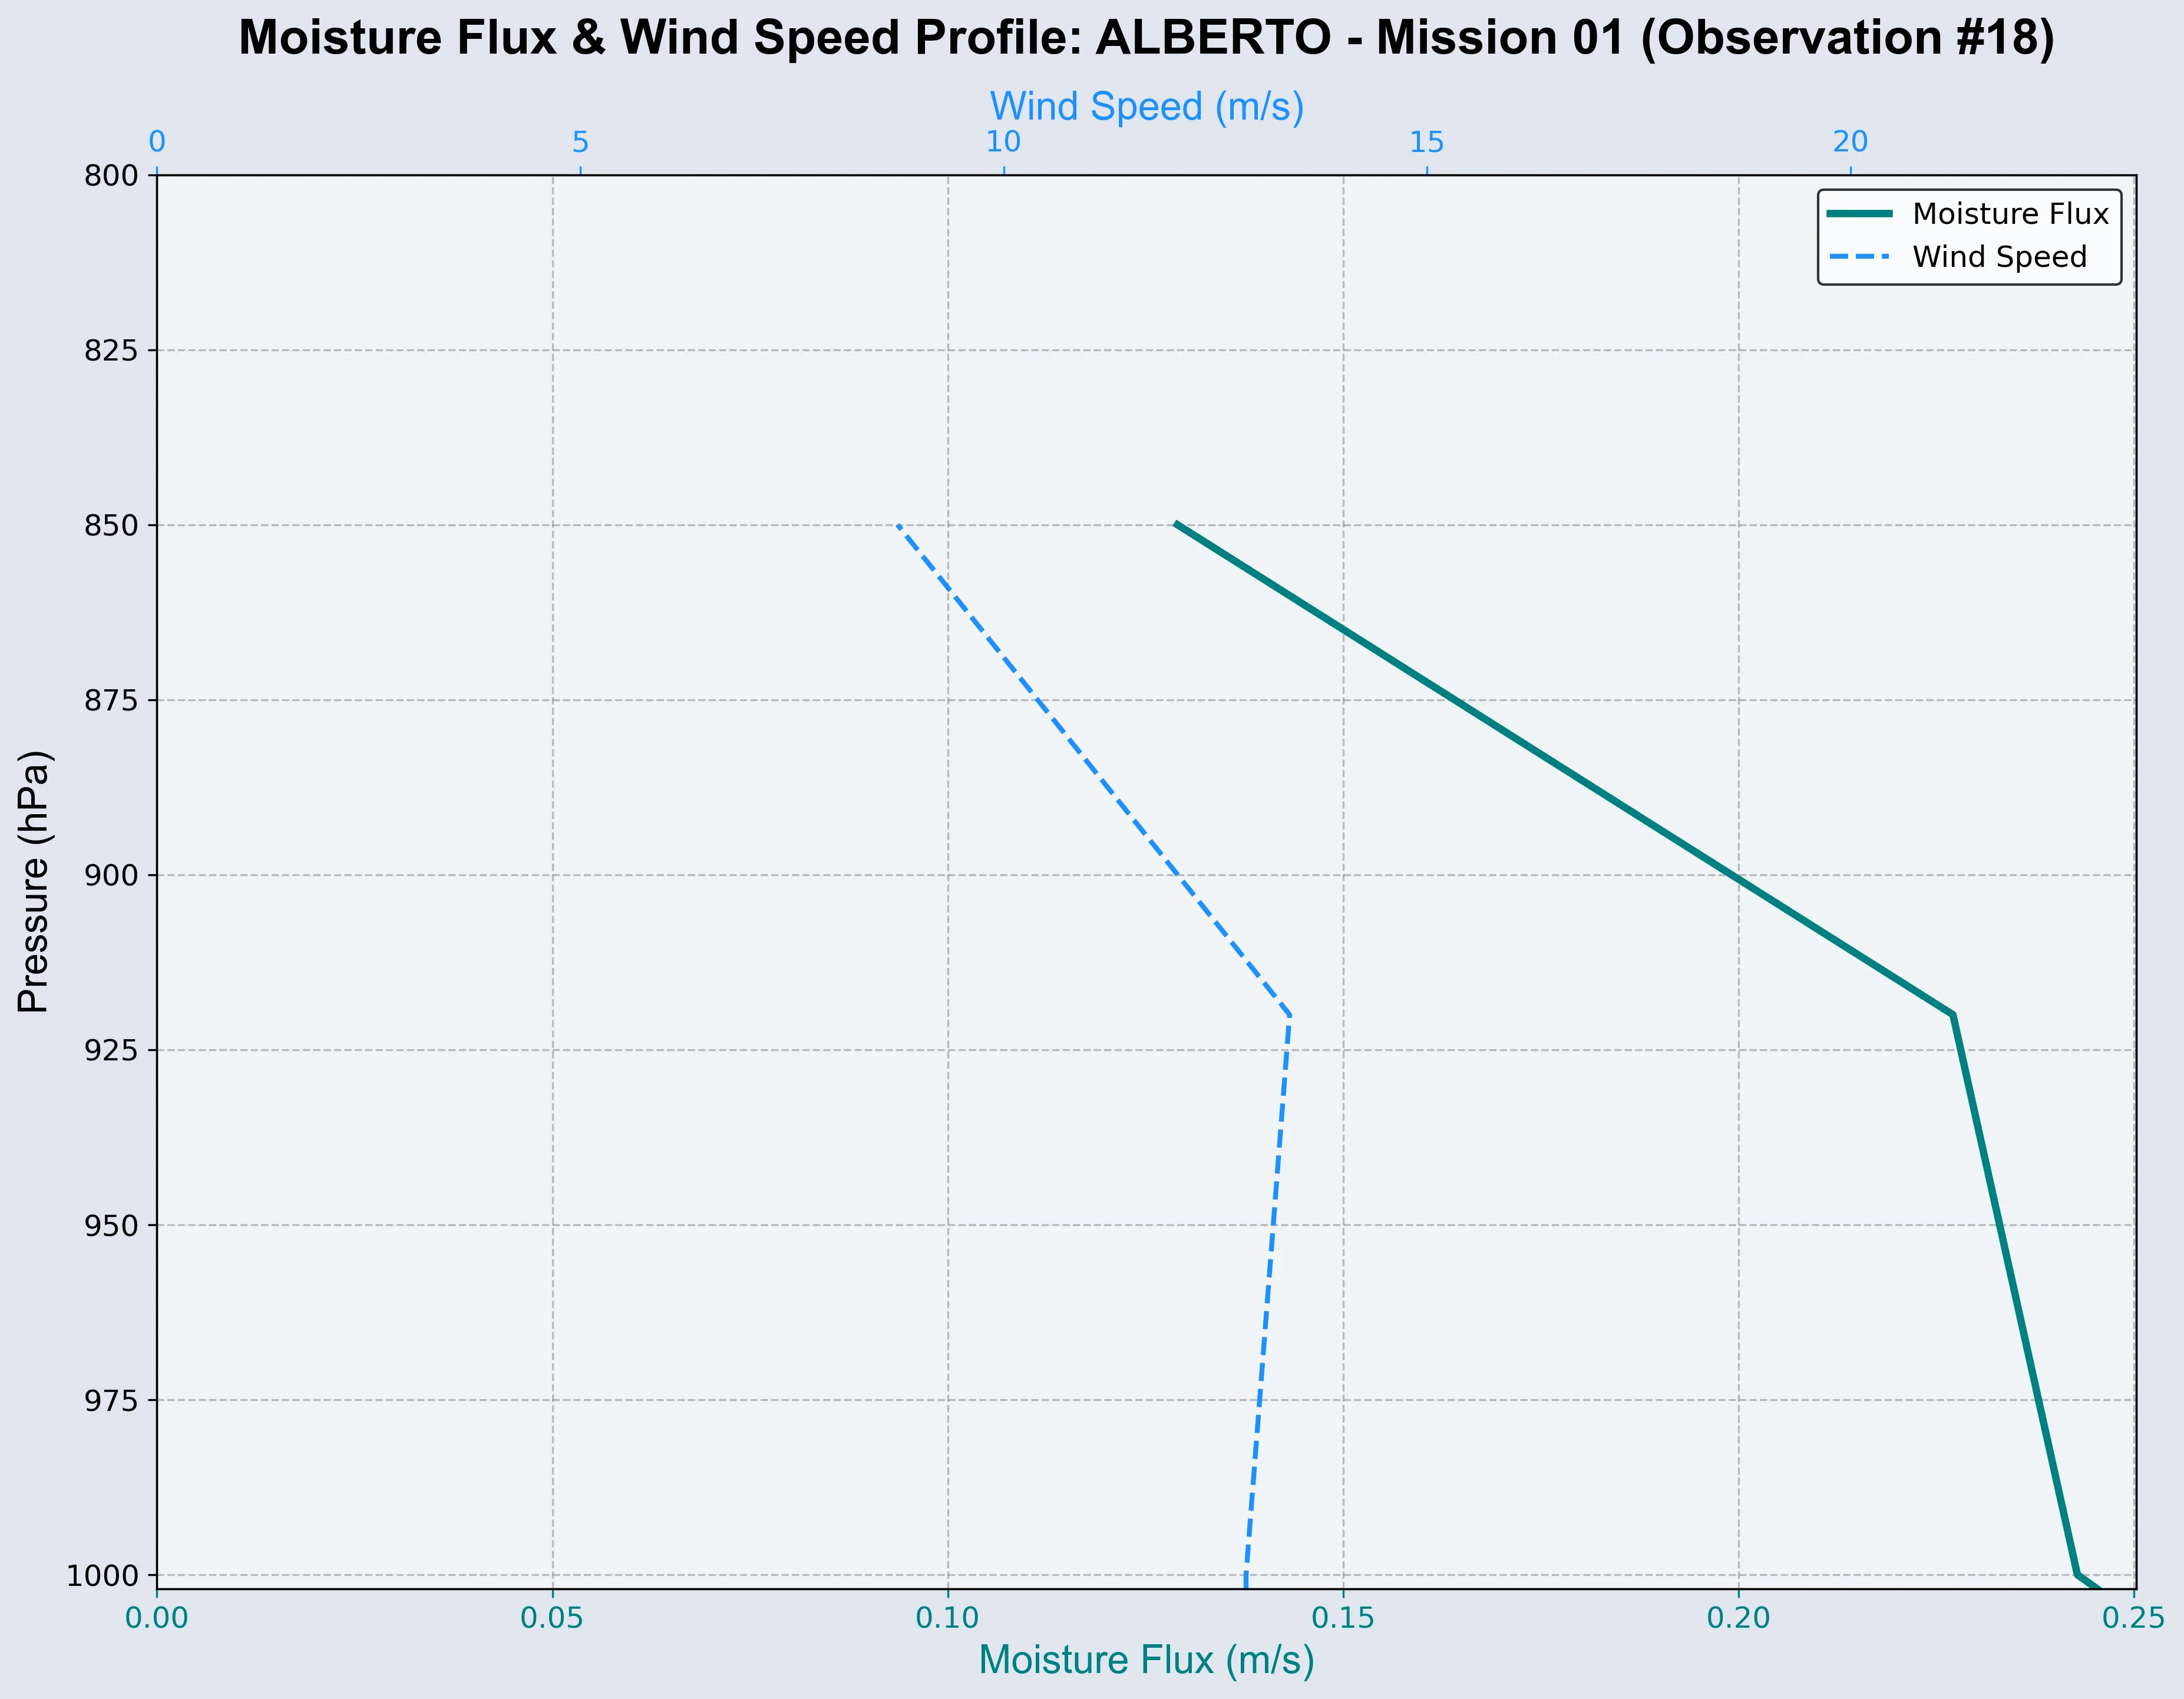 Moisture Flux & Wind Speed Profile: ALBERTO - Mission 01 (Observation #18)
Wind Speed (m/s)
0 5 10 15 20
Moisture Flux
Wind Speed
Pressure (hPa)
800
825
850
875
900
925
950
975
1000
0.00 0.05 0.10 0.15 0.20 0.25
Moisture Flux (m/s)